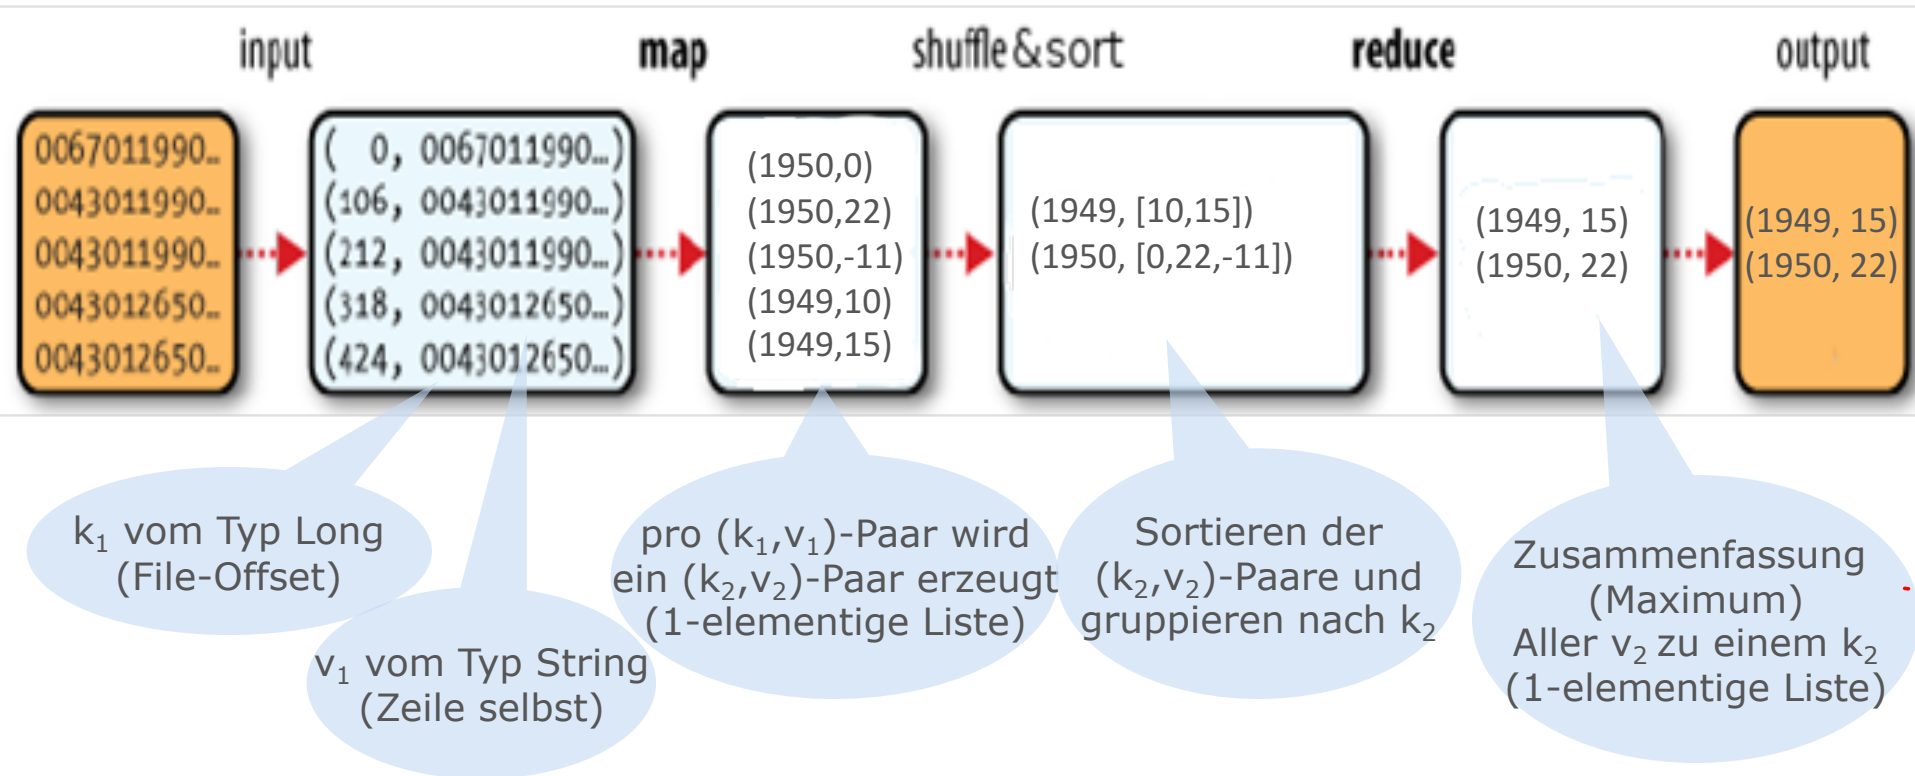 input map shuffle&sort reduce output
0067011990…
0043011990…
0043011990…
0043012650…
0043012650…
( 0, 0067011990…)
(106, 0043011990…)
(212, 0043011990…)
(318, 0043012650…)
(424, 0043012650…)
(1950,0)
(1950,22)
(1950,-11)
(1949,10)
(1949,15)
(1949, [10,15])
(1950, [0,22,-11])
(1949, 15)
(1950, 22)
(1949, 15)
(1950, 22)
k₁ vom Typ Long
(File-Offset)
v₁ vom Typ String
(Zeile selbst)
pro (k₁,v₁)-Paar wird
ein (k₂,v₂)-Paar erzeugt
(1-elementige Liste)
Sortieren der
(k₂,v₂)-Paare und
gruppieren nach k₂
Zusammenfassung
(Maximum)
Aller v₂ zu einem k₂
(1-elementige Liste)